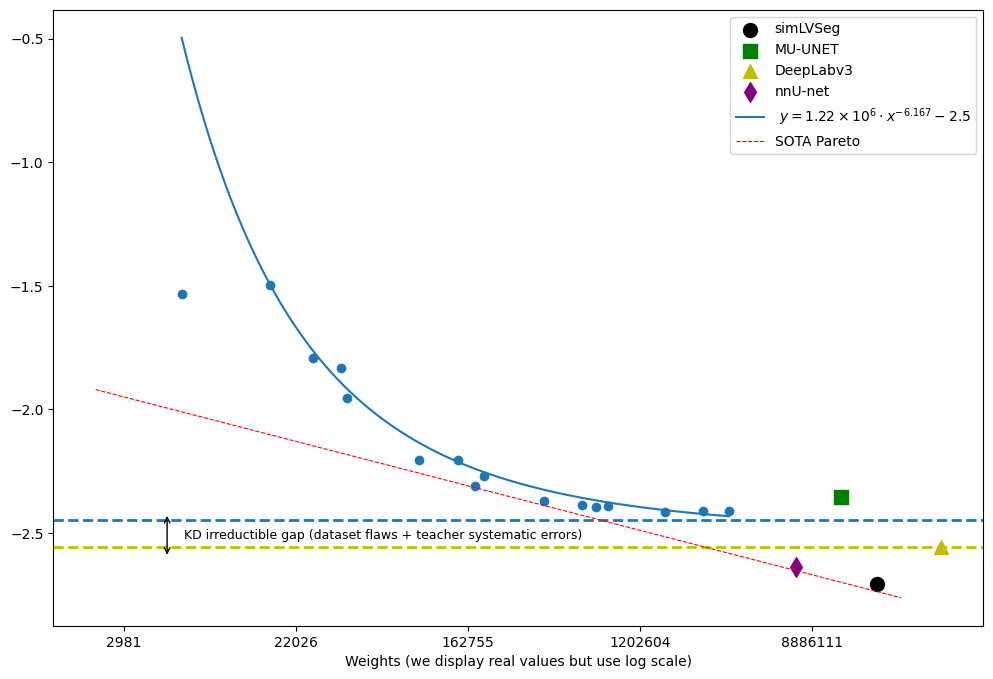 −0.5
−1.0
−1.5
−2.0
−2.5
simLVSeg
MU-UNET
DeepLabv3
nnU-net
y = 1.22 × 10⁶ · x⁻⁶·¹⁶⁷ − 2.5
SOTA Pareto
KD irreductible gap (dataset flaws + teacher systematic errors)
2981 22026 162755 1202604 8886111
Weights (we display real values but use log scale)